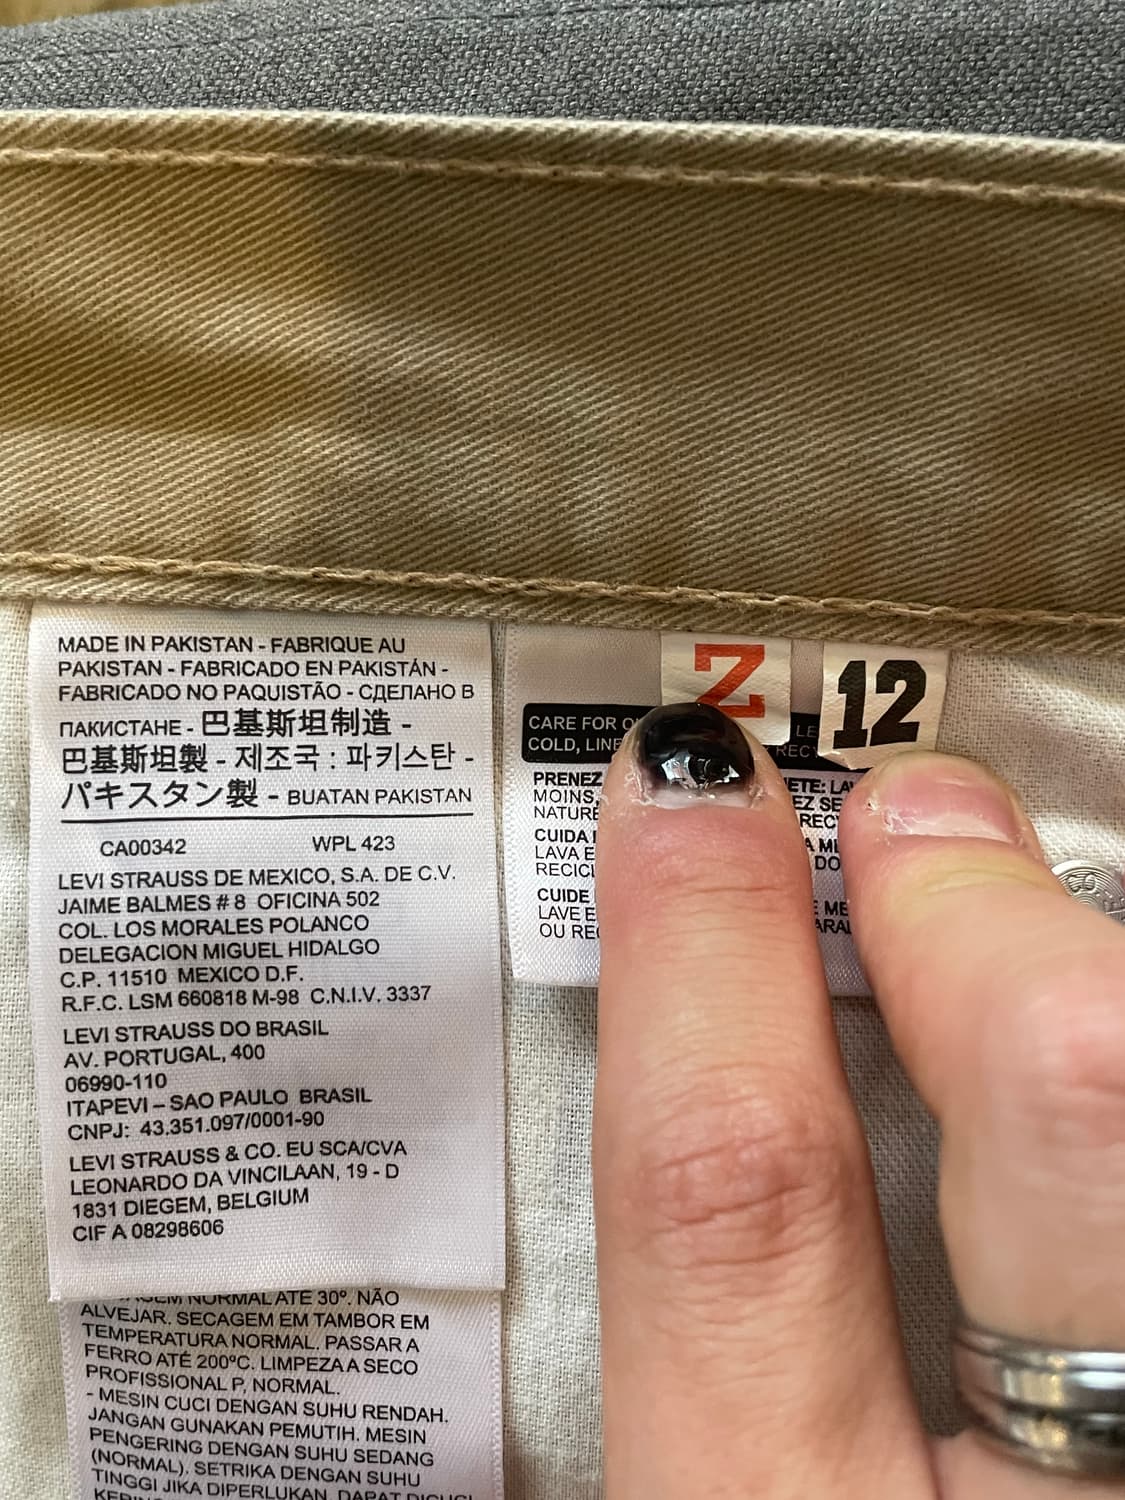 MADE IN PAKISTAN - FABRIQUE AU
PAKISTAN - FABRICADO EN PAKISTÁN -
FABRICADO NO PAQUISTÃO - СДЕЛАНО В
ПАКИСТАНЕ - 巴基斯坦制造 -
巴基斯坦製 - 제조국 : 파키스탄 -
パキスタン製 - BUATAN PAKISTAN
CA00342 WPL 423
LEVI STRAUSS DE MEXICO, S.A. DE C.V.
JAIME BALMES # 8 OFICINA 502
COL. LOS MORALES POLANCO
DELEGACION MIGUEL HIDALGO
C.P. 11510 MEXICO D.F.
R.F.C. LSM 660818 M-98 C.N.I.V. 3337
LEVI STRAUSS DO BRASIL
AV. PORTUGAL, 400
06990-110
ITAPEVI – SAO PAULO BRASIL
CNPJ: 43.351.097/0001-90
LEVI STRAUSS & CO. EU SCA/CVA
LEONARDO DA VINCILAAN, 19 - D
1831 DIEGEM, BELGIUM
CIF A 08298606
NORMAL ATÉ 30º. NÃO
ALVEJAR. SECAGEM EM TAMBOR EM
TEMPERATURA NORMAL. PASSAR A
FERRO ATÉ 200ºC. LIMPEZA A SECO
PROFISSIONAL P, NORMAL.
- MESIN CUCI DENGAN SUHU RENDAH.
JANGAN GUNAKAN PEMUTIH. MESIN
PENGERING DENGAN SUHU SEDANG
(NORMAL). SETRIKA DENGAN SUHU
TINGGI JIKA DIPERLUKAN. DAPAT DICUCI
Z
12
CARE FOR
COLD,
PRENEZ
MOINS,
CUIDA
LAVA
CUIDE
LAVE
OU